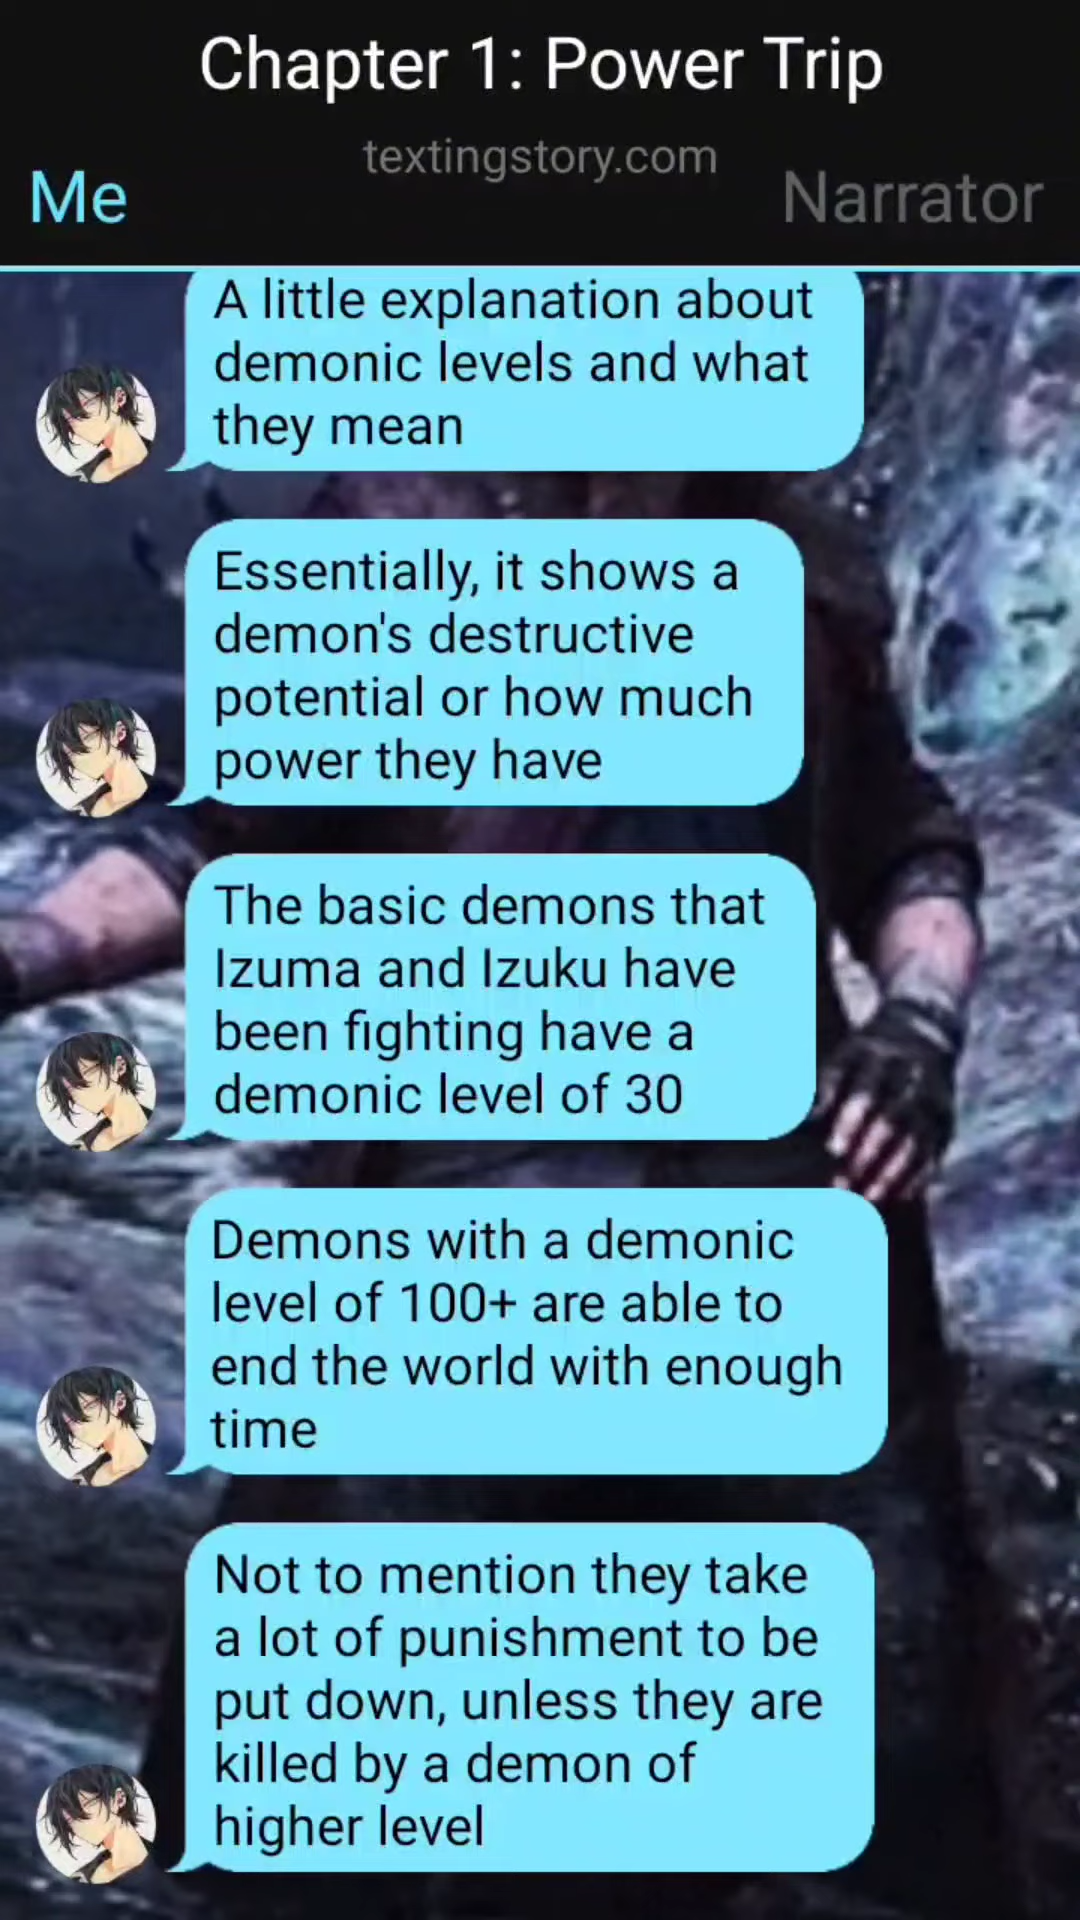 Chapter 1: Power Trip
textingstory.com
Me
Narrator
A little explanation about
demonic levels and what
they mean
Essentially, it shows a
demon's destructive
potential or how much
power they have
The basic demons that
Izuma and Izuku have
been fighting have a
demonic level of 30
Demons with a demonic
level of 100+ are able to
end the world with enough
time
Not to mention they take
a lot of punishment to be
put down, unless they are
killed by a demon of
higher level